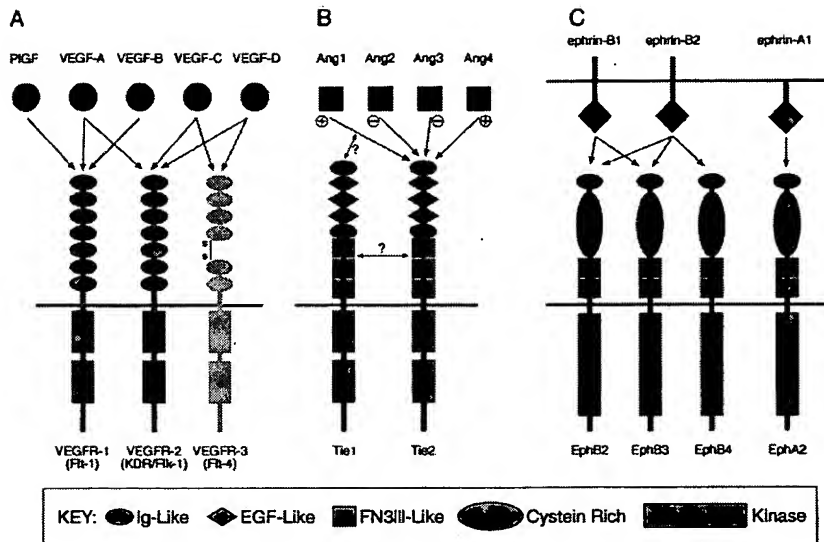 A
B
C
PlGF VEGF-A VEGF-B VEGF-C VEGF-D
Ang1 Ang2 Ang3 Ang4
ephrin-B1 ephrin-B2 ephrin-A1
+ − − +
?
s
s
?
VEGFR-1 (Flt-1)
VEGFR-2 (KDR/Flk-1)
VEGFR-3 (Flt-4)
Tie1 Tie2
EphB2 EphB3 EphB4 EphA2
KEY: Ig-Like EGF-Like FN3III-Like Cystein Rich Kinase